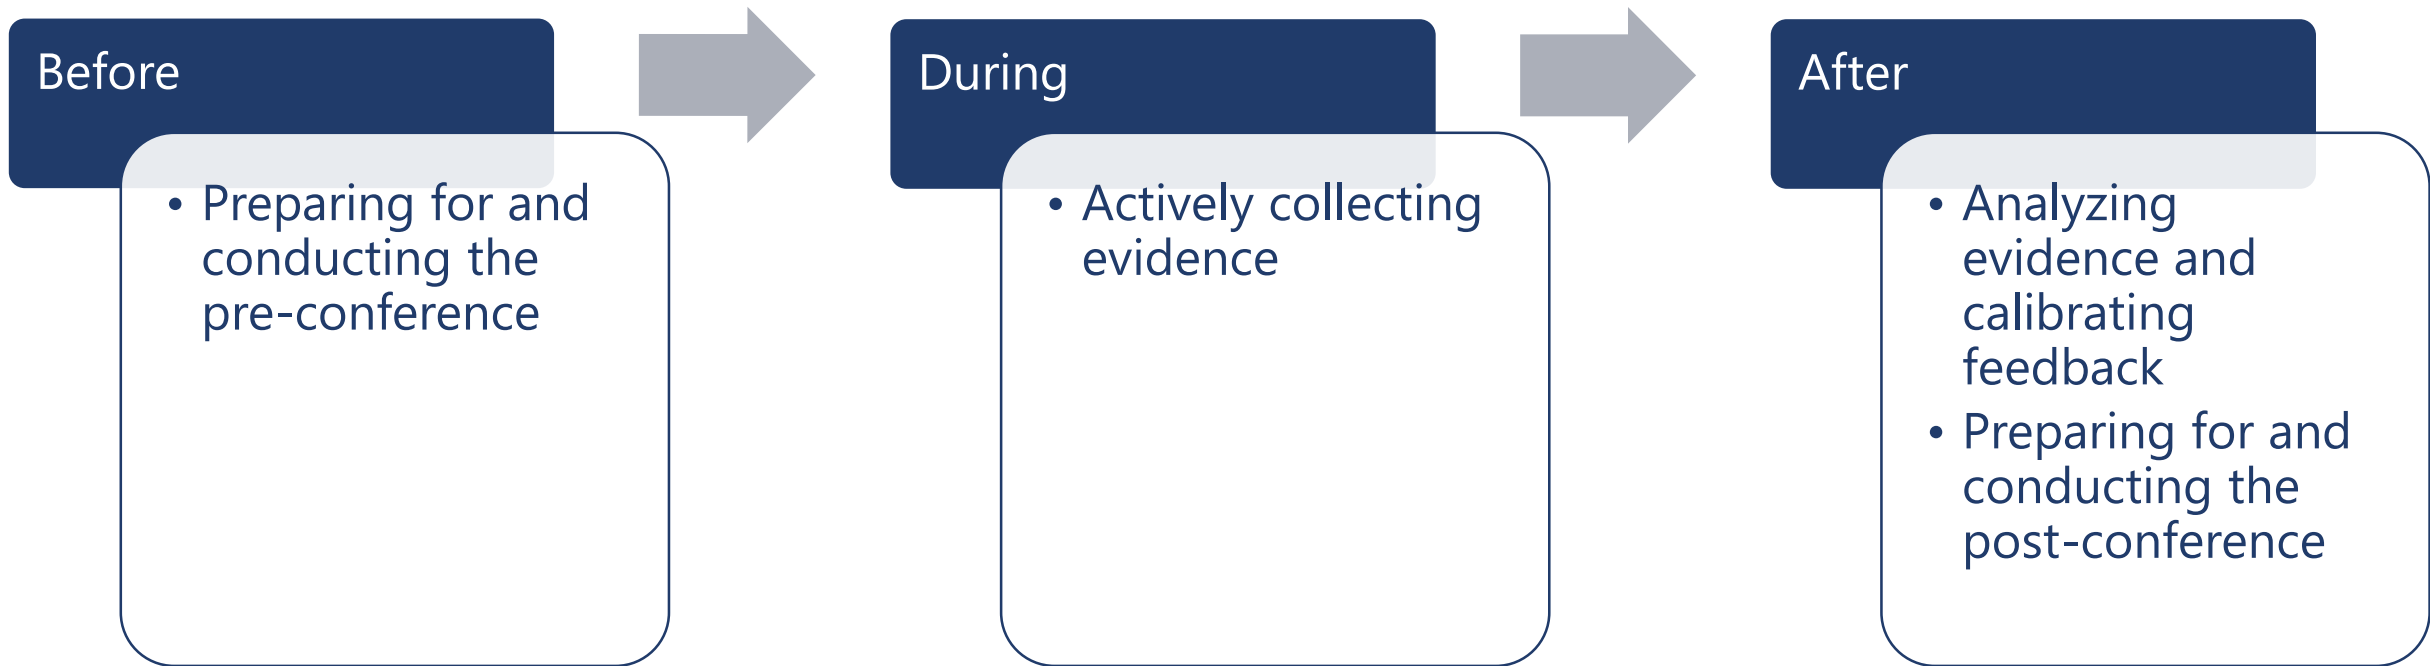 Before
• Preparing for and
conducting the
pre-conference
During
• Actively collecting
evidence
After
• Analyzing
evidence and
calibrating
feedback
• Preparing for and
conducting the
post-conference